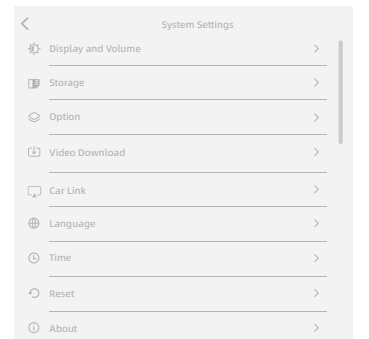 System Settings
Display and Volume
Storage
Option
Video Download
Car Link
Language
Time
Reset
About